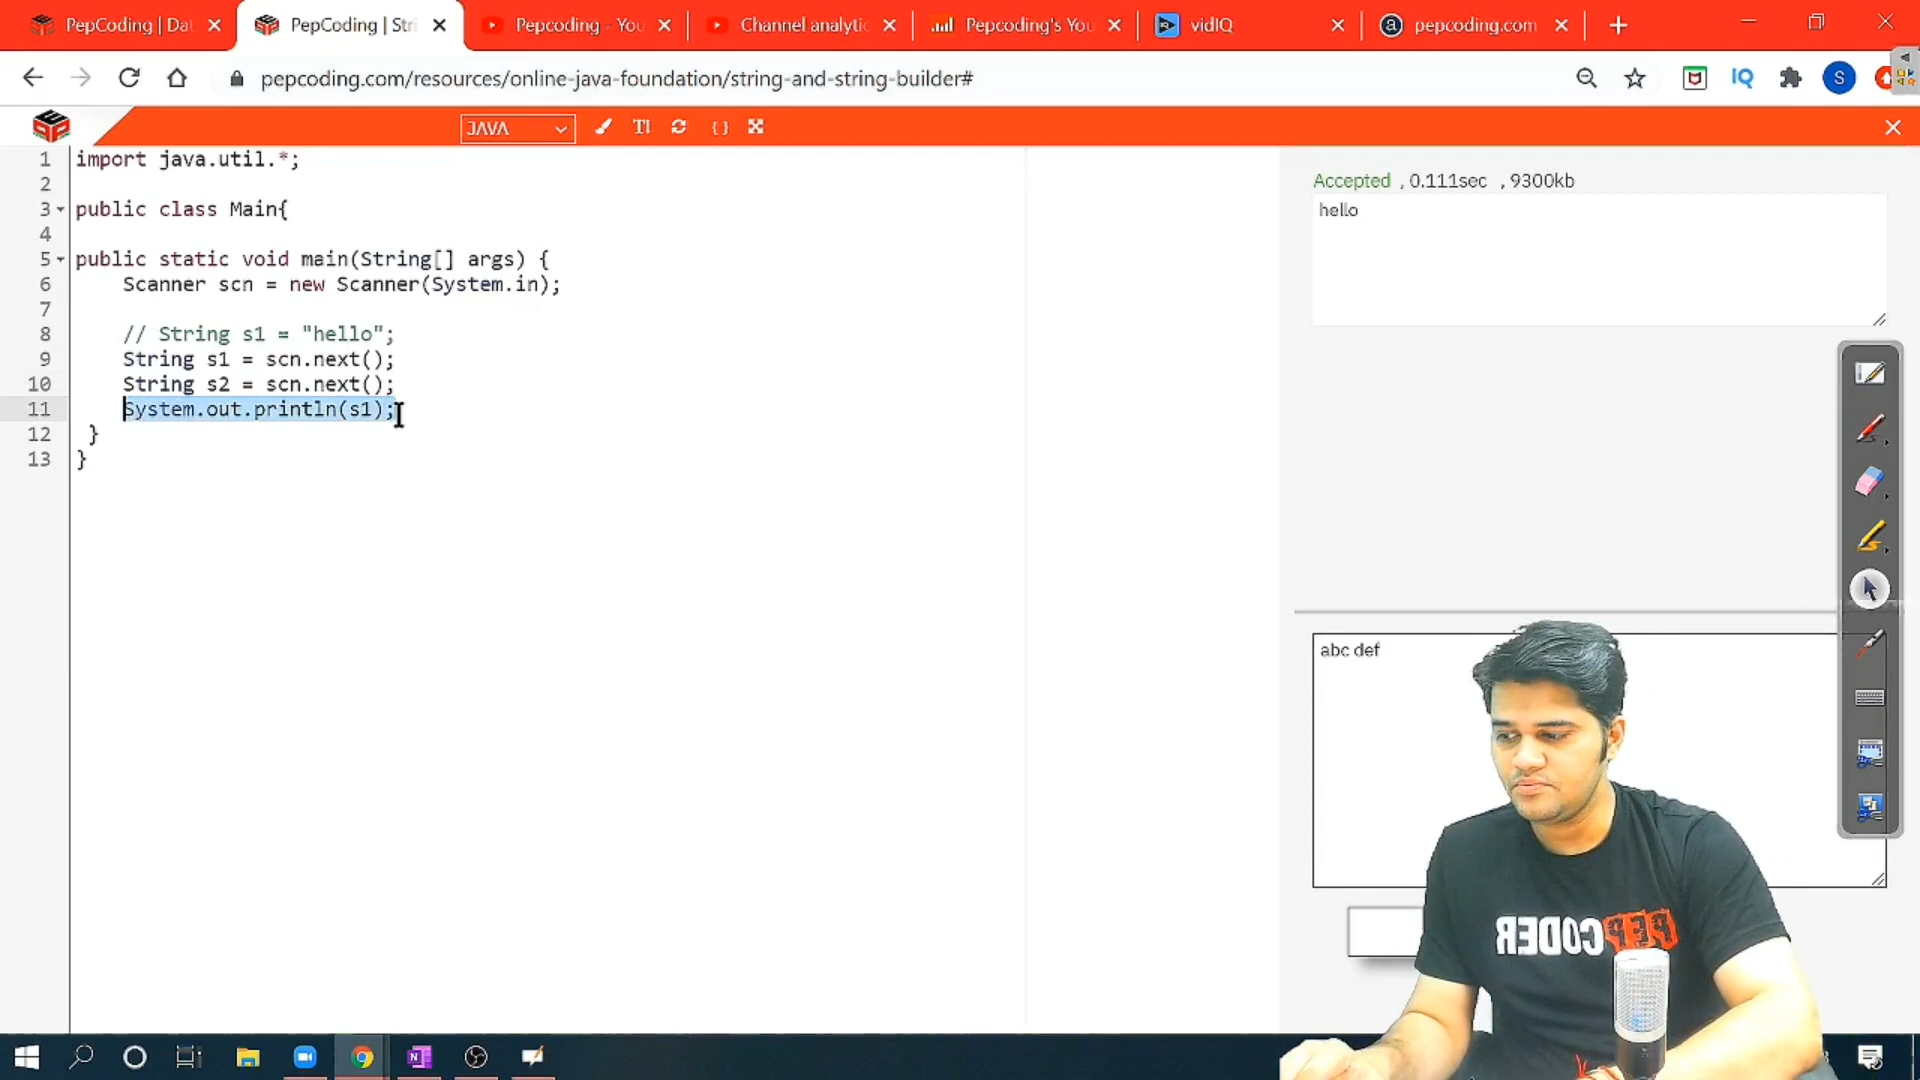 PepCoding | Dat
PepCoding | Stri
Pepcoding - You
Channel analytic
Pepcoding's You
vidIQ
pepcoding.com
pepcoding.com/resources/online-java-foundation/string-and-string-builder#
IQ
S
JAVA
1 import java.util.*;
2
3 public class Main{
4
5 public static void main(String[] args) {
6 Scanner scn = new Scanner(System.in);
7
8 // String s1 = "hello";
9 String s1 = scn.next();
10 String s2 = scn.next();
11 System.out.println(s1);
12 }
13 }
Accepted , 0.111sec , 9300kb
hello
abc def
PEPCODER